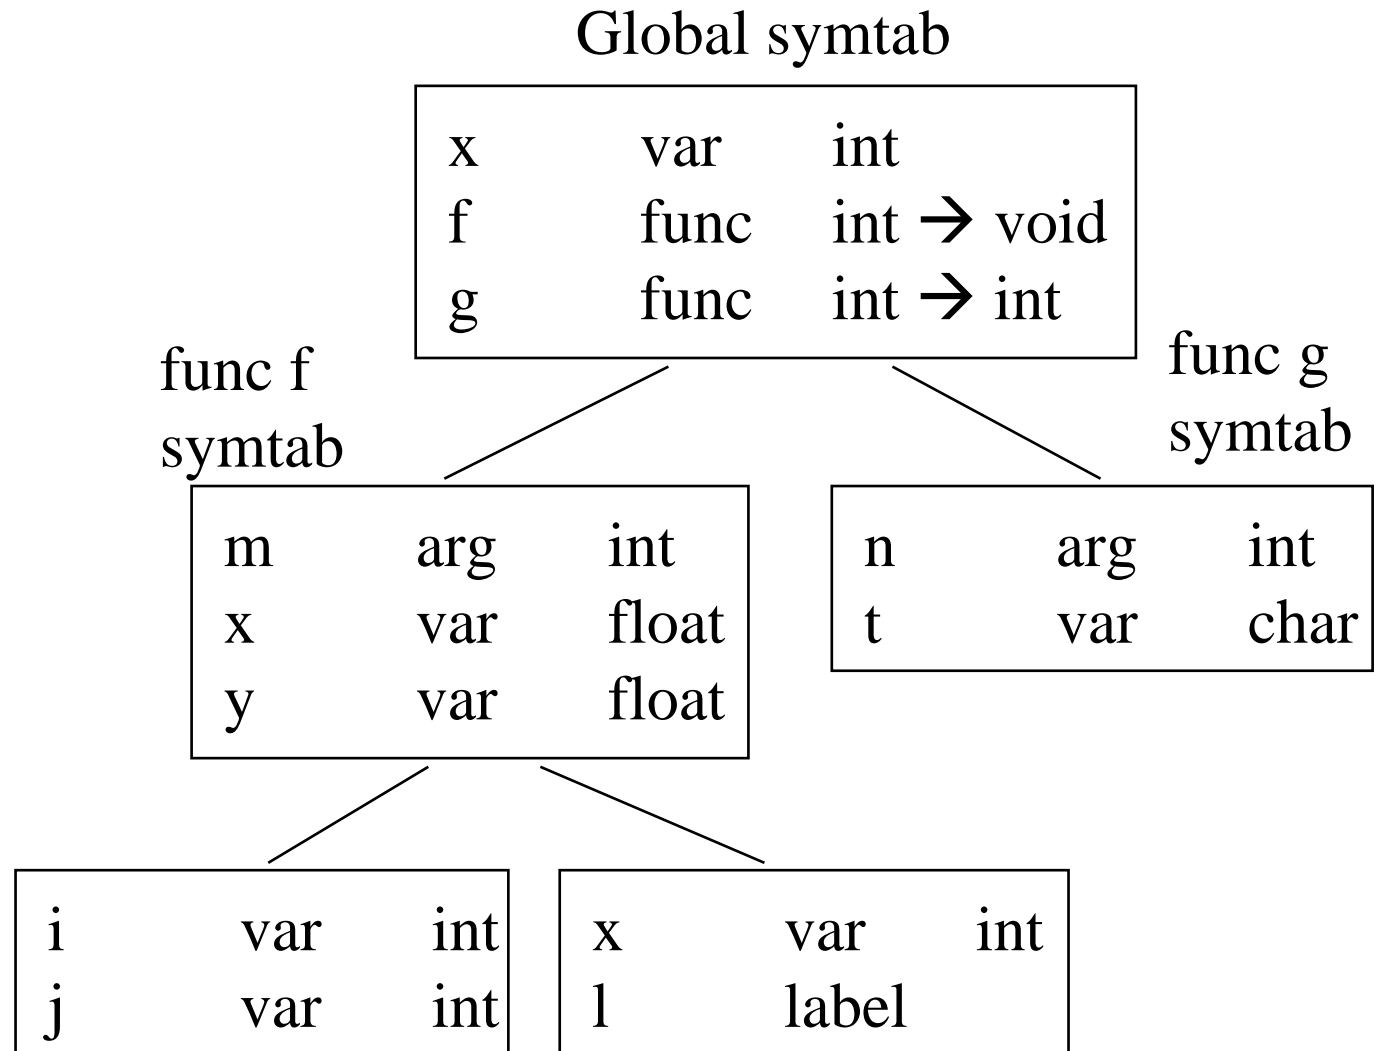 Global symtab
x var int
f func int → void
g func int → int
func f
symtab
func g
symtab
m arg int
x var float
y var float
n arg int
t var char
i var int
j var int
x var int
l label